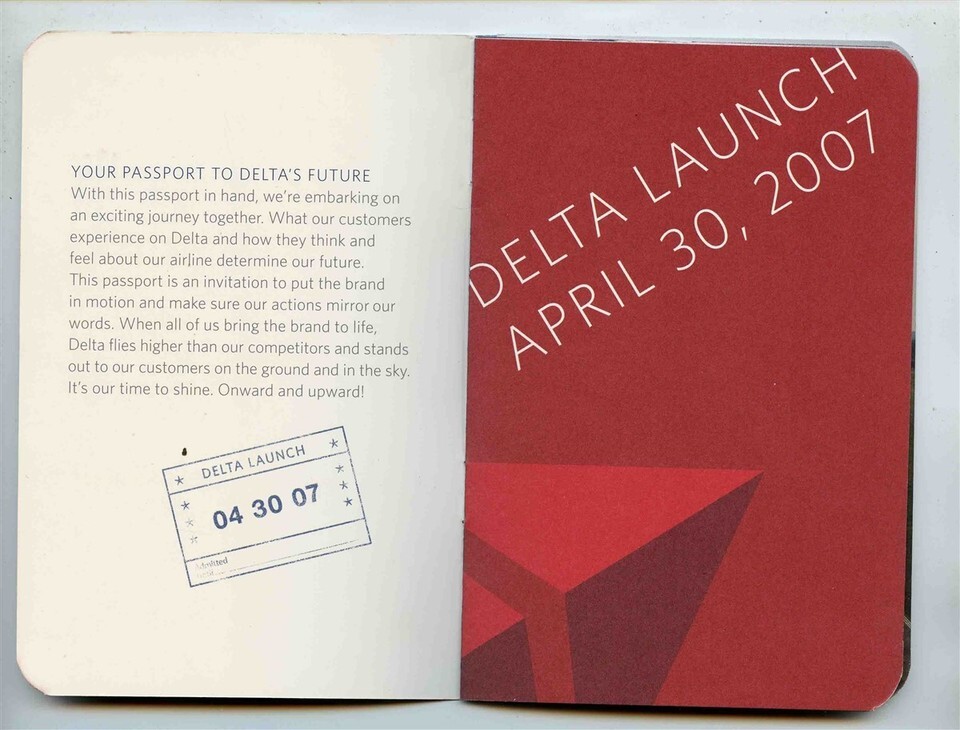 YOUR PASSPORT TO DELTA'S FUTURE
With this passport in hand, we're embarking on
an exciting journey together. What our customers
experience on Delta and how they think and
feel about our airline determine our future.
This passport is an invitation to put the brand
in motion and make sure our actions mirror our
words. When all of us bring the brand to life,
Delta flies higher than our competitors and stands
out to our customers on the ground and in the sky.
It's our time to shine. Onward and upward!
DELTA LAUNCH
04 30 07
Admitted
DELTA LAUNCH
APRIL 30, 2007